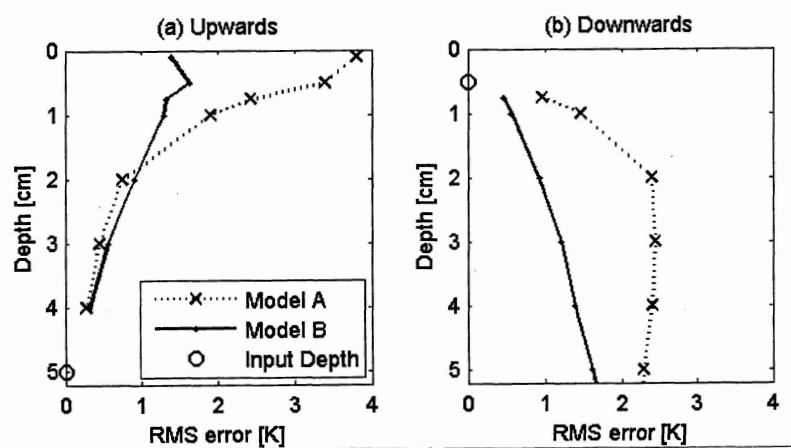 (a) Upwards
0
1
2
3
4
5
Depth [cm]
Model A
Model B
Input Depth
0 1 2 3 4
RMS error [K]
(b) Downwards
0
1
2
3
4
5
Depth [cm]
0 1 2 3 4
RMS error [K]